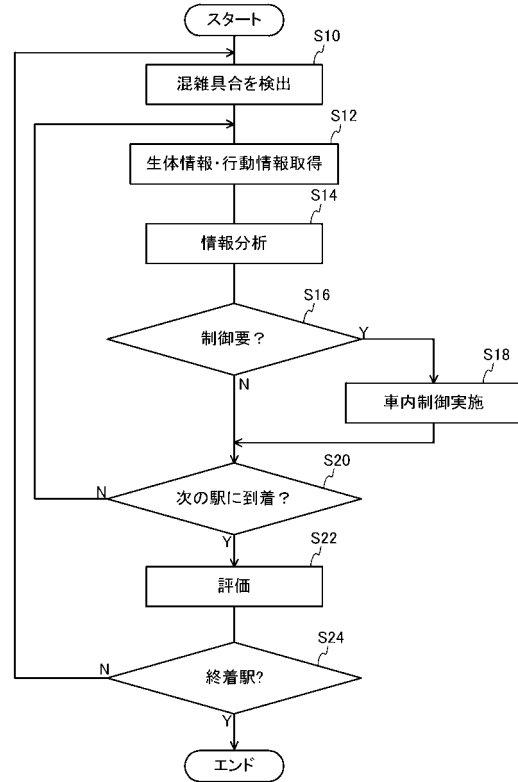 スタート
S10
混雑具合を検出
S12
生体情報・行動情報取得
S14
情報分析
S16
制御要？
Y
N
S18
車内制御実施
S20
次の駅に到着？
N
Y
S22
評価
S24
終着駅?
N
Y
エンド